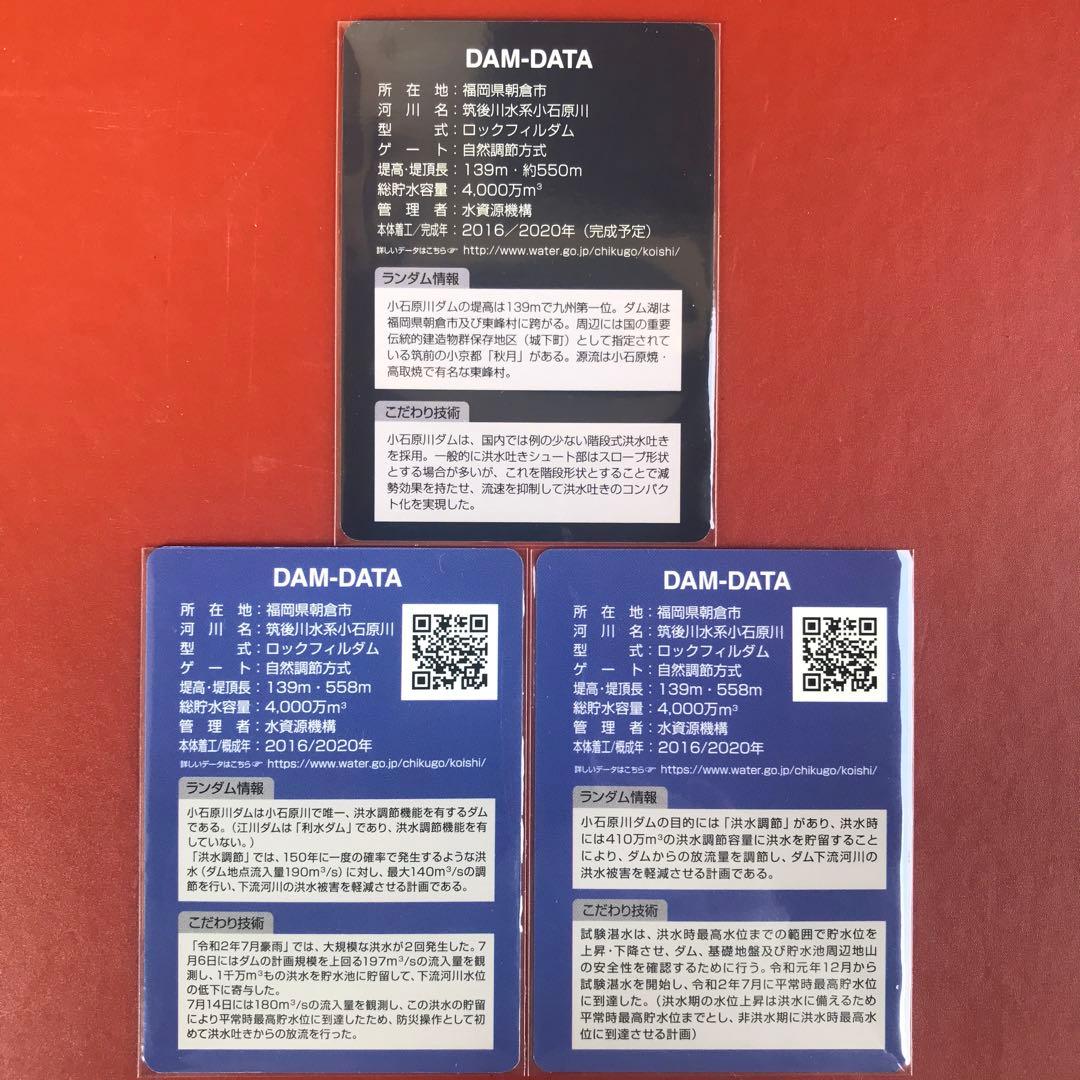 DAM-DATA
所在地：福岡県朝倉市
河川名：筑後川水系小石原川
型式：ロックフィルダム
ゲート：自然調節方式
堤高・堤頂長：139m・約550m
総貯水容量：4,000万m³
管理者：水資源機構
本体着工／完成年：2016／2020年（完成予定）
詳しいデータはこちら☞ http://www.water.go.jp/chikugo/koishi/
ランダム情報
小石原川ダムの堤高は139mで九州第一位。ダム湖は
福岡県朝倉市及び東峰村に跨がる。周辺には国の重要
伝統的建造物群保存地区（城下町）として指定されて
いる筑前の小京都「秋月」がある。源流は小石原焼・
高取焼で有名な東峰村。
こだわり技術
小石原川ダムは、国内では例の少ない階段式洪水吐き
を採用。一般的に洪水吐きシュート部はスロープ形状
とする場合が多いが、これを階段形状とすることで減
勢効果を持たせ、流速を抑制して洪水吐きのコンパク
ト化を実現した。
DAM-DATA
所在地：福岡県朝倉市
河川名：筑後川水系小石原川
型式：ロックフィルダム
ゲート：自然調節方式
堤高・堤頂長：139m・558m
総貯水容量：4,000万m³
管理者：水資源機構
本体着工/概成年：2016/2020年
詳しいデータはこちら☞ https://www.water.go.jp/chikugo/koishi/
ランダム情報
小石原川ダムは小石原川で唯一、洪水調節機能を有するダム
である。（江川ダムは「利水ダム」であり、洪水調節機能を有
していない。）
「洪水調節」では、150年に一度の確率で発生するような洪
水（ダム地点流入量190m³/s）に対し、最大140m³/sの調
節を行い、下流河川の洪水被害を軽減させる計画である。
こだわり技術
「令和2年7月豪雨」では、大規模な洪水が2回発生した。7
月6日にはダムの計画規模を上回る197m³/sの流入量を観
測し、1千万m³もの洪水を貯水池に貯留して、下流河川水位
の低下に寄与した。
7月14日には180m³/sの流入量を観測し、この洪水の貯留
により平常時最高貯水位に到達したため、防災操作として初
めて洪水吐きからの放流を行った。
DAM-DATA
所在地：福岡県朝倉市
河川名：筑後川水系小石原川
型式：ロックフィルダム
ゲート：自然調節方式
堤高・堤頂長：139m・558m
総貯水容量：4,000万m³
管理者：水資源機構
本体着工/概成年：2016/2020年
詳しいデータはこちら☞ https://www.water.go.jp/chikugo/koishi/
ランダム情報
小石原川ダムの目的には「洪水調節」があり、洪水時
には410万m³の洪水調節容量に洪水を貯留すること
により、ダムからの放流量を調節し、ダム下流河川の
洪水被害を軽減させる計画である。
こだわり技術
試験湛水は、洪水時最高水位までの範囲で貯水位を
上昇・下降させ、ダム、基礎地盤及び貯水池周辺地山
の安全性を確認するために行う。令和元年12月から
試験湛水を開始し、令和2年7月に平常時最高貯水位
に到達した。（洪水期の水位上昇は洪水に備えるため
平常時最高貯水位までとし、非洪水期に洪水時最高水
位に到達させる計画）